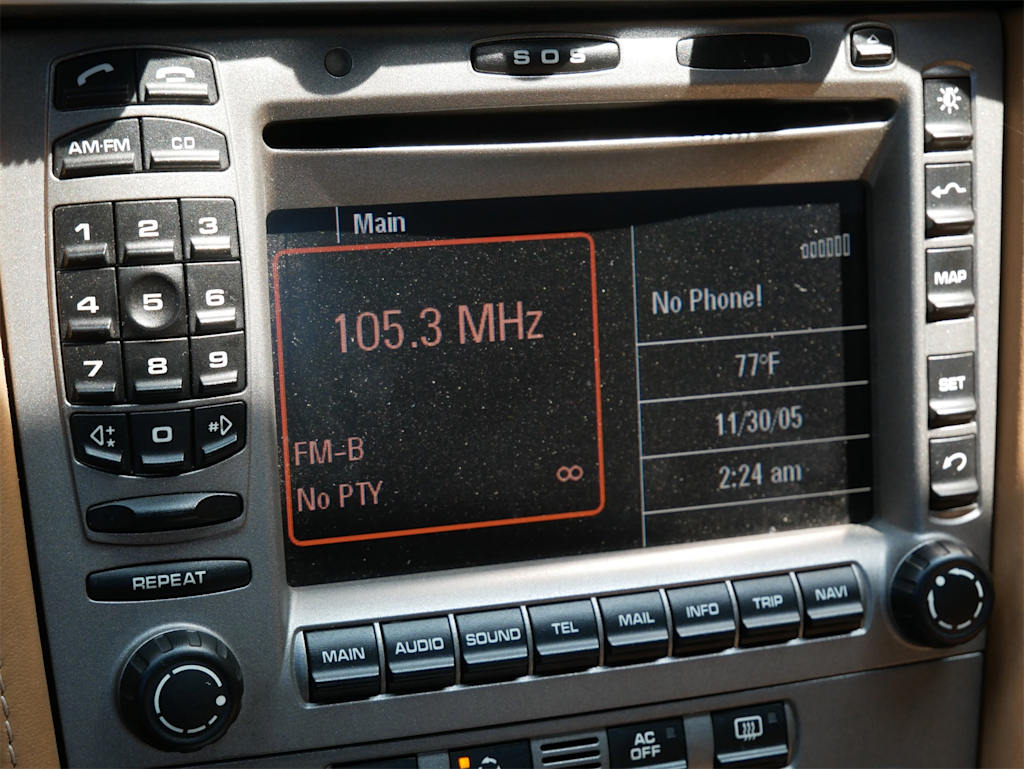 SOS
AM·FM CD
1 2 3
4 5 6
7 8 9
+ * 0 #
REPEAT
Main
105.3 MHz
FM-B
No PTY
No Phone!
77°F
11/30/05
2:24 am
MAP
SET
MAIN AUDIO SOUND TEL MAIL INFO TRIP NAVI
AC
OFF